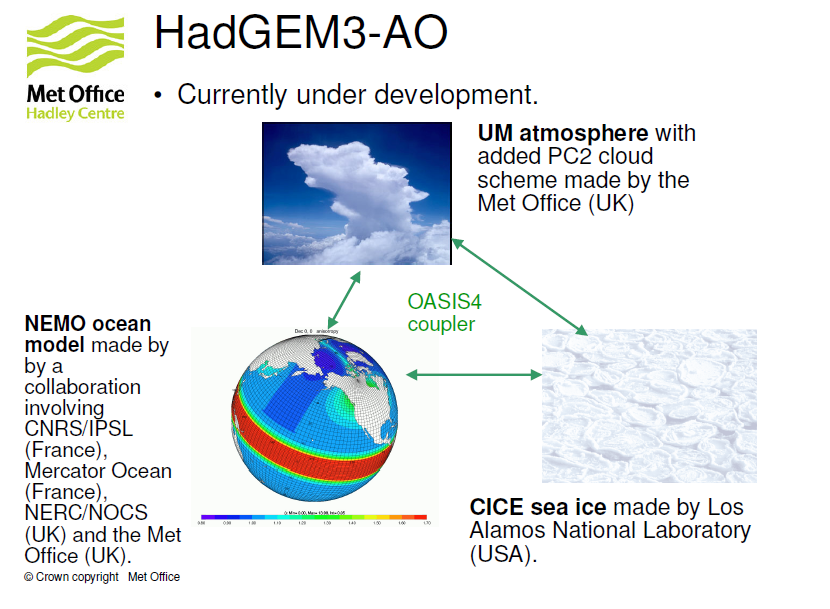 HadGEM3-AO
Met Office
Hadley Centre
• Currently under development.
UM atmosphere with
added PC2 cloud
scheme made by the
Met Office (UK)
OASIS4
coupler
NEMO ocean
model made by
by a
collaboration
involving
CNRS/IPSL
(France),
Mercator Ocean
(France),
NERC/NOCS
(UK) and the Met
Office (UK).
CICE sea ice made by Los
Alamos National Laboratory
(USA).
© Crown copyright Met Office